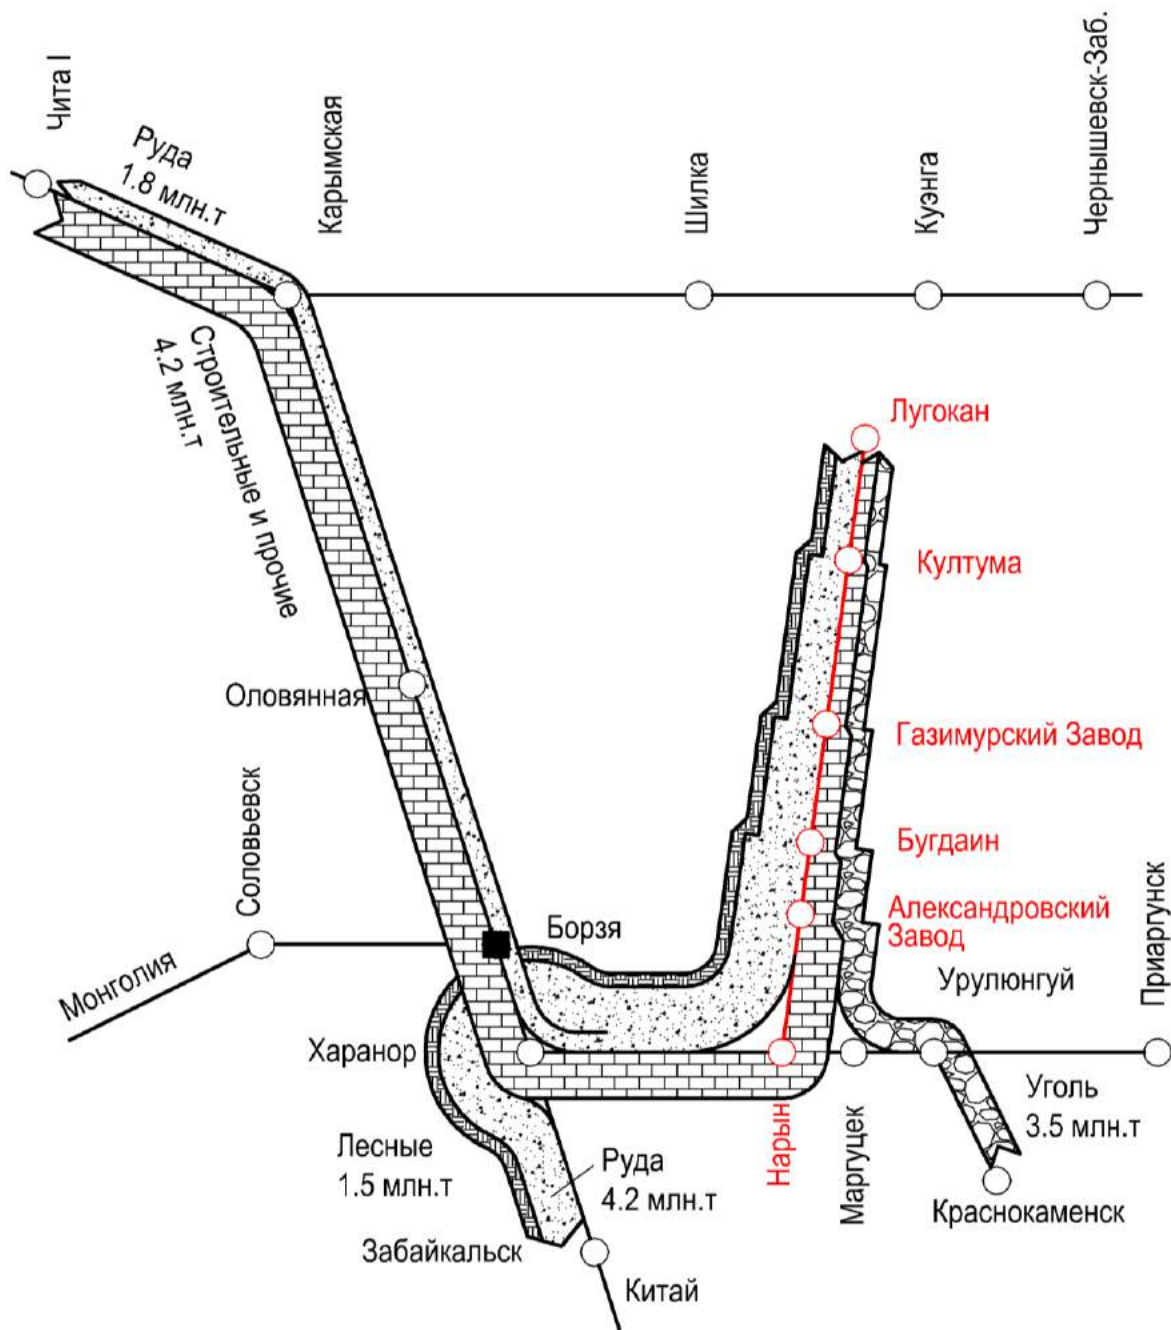 Чита I
Руда
1.8 млн.т
Карымская
Шилка
Куэнга
Чернышевск-Заб.
Строительные и прочие
4.2 млн.т
Лугокан
Култума
Оловянная
Газимурский Завод
Соловьевск
Бугдаин
Борзя
Александровский
Завод
Монголия
Урулюнгуй
Приаргунск
Харанор
Нарын
Маргуцек
Уголь
3.5 млн.т
Лесные
1.5 млн.т
Руда
4.2 млн.т
Краснокаменск
Забайкальск
Китай